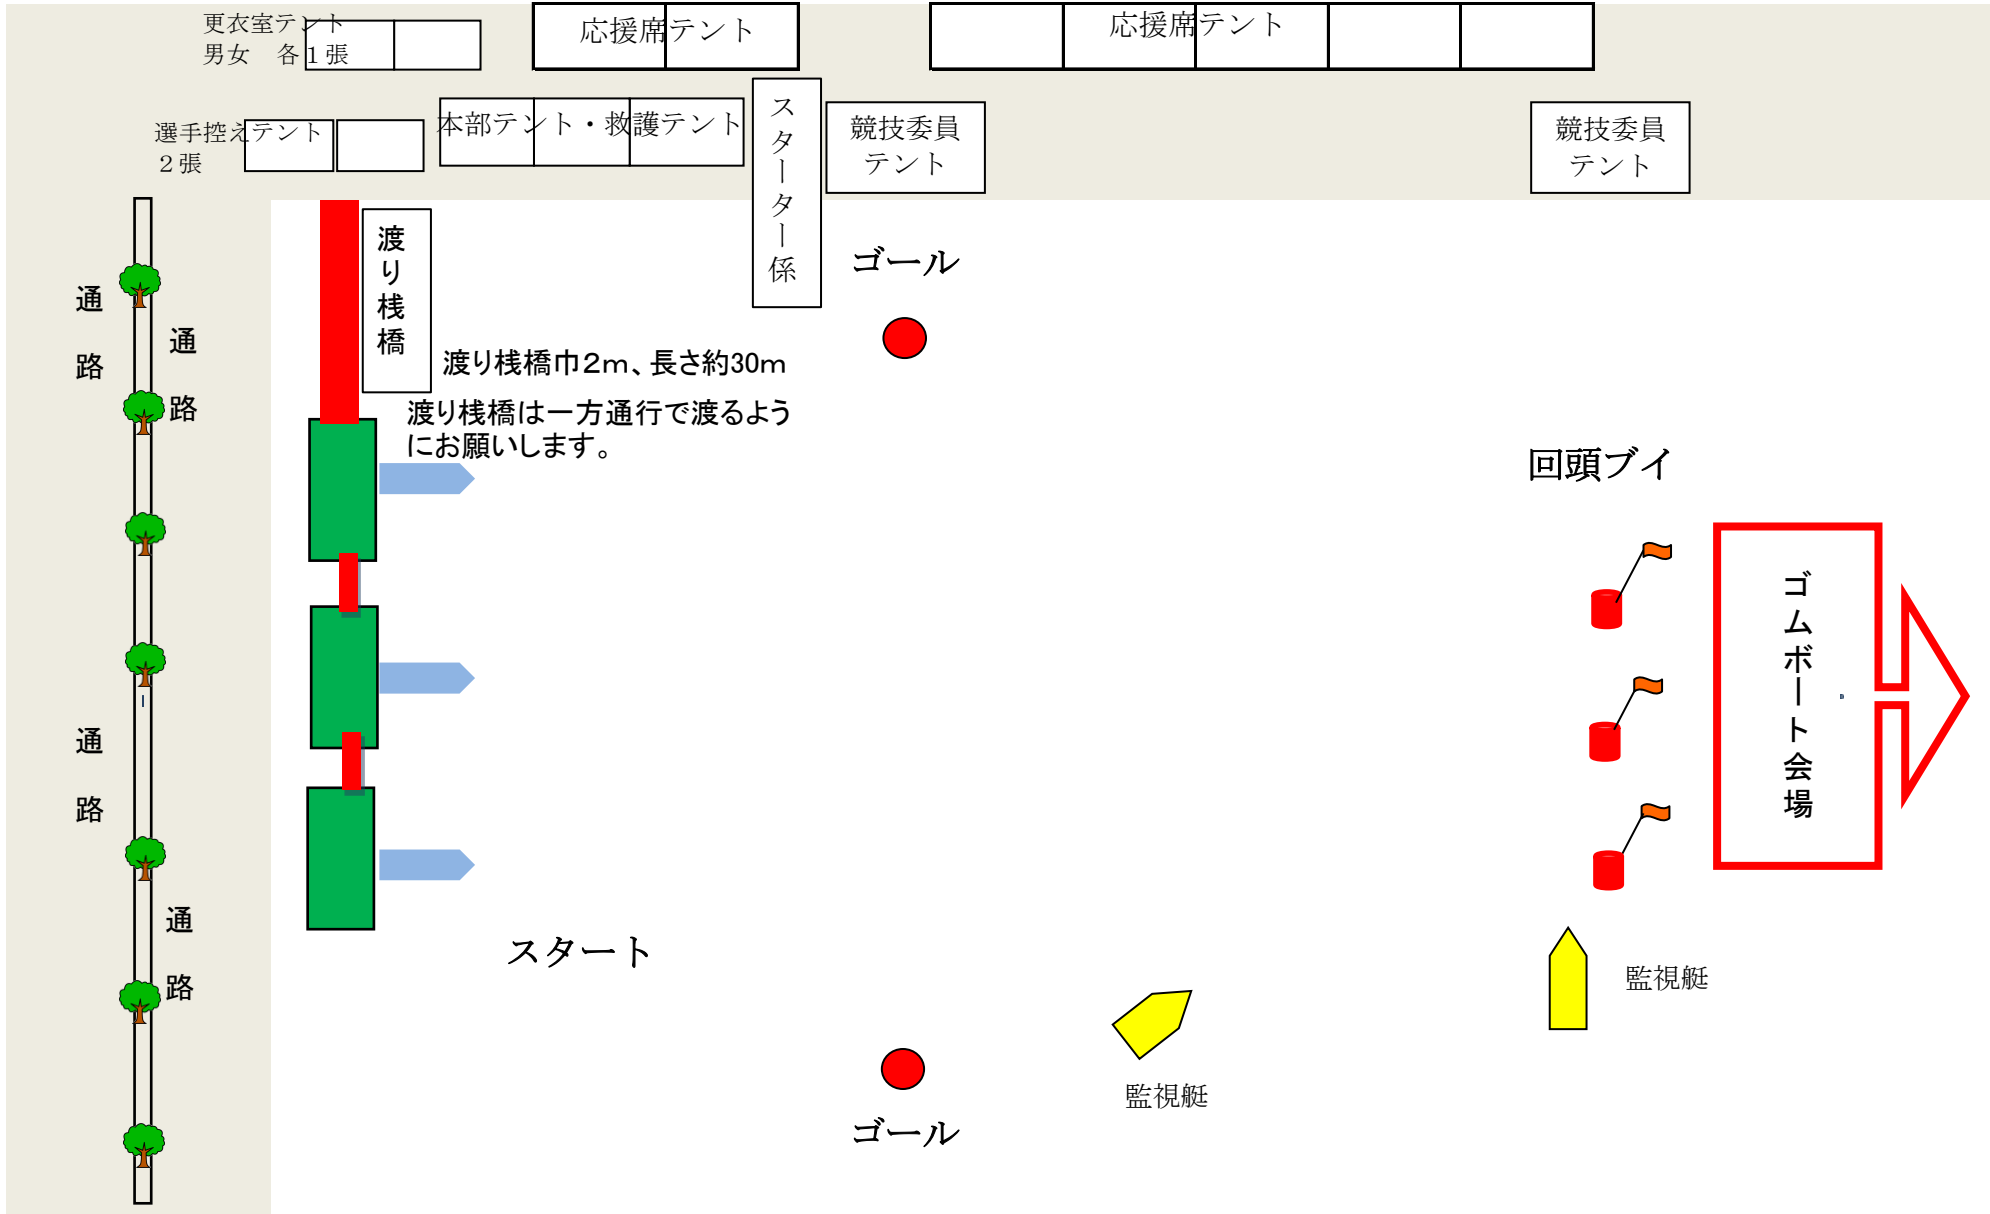 更衣室テント
男女　各１張
応援席テント
応援席テント
選手控えテント
２張
本部テント・救護テント
スターター係
競技委員
テント
競技委員
テント
渡り桟橋
ゴール
通路
通路
渡り桟橋巾2m、長さ約30m
渡り桟橋は一方通行で渡るよう
にお願いします。
回頭ブイ
ゴムボート会場
通路
通路
スタート
監視艇
監視艇
ゴール